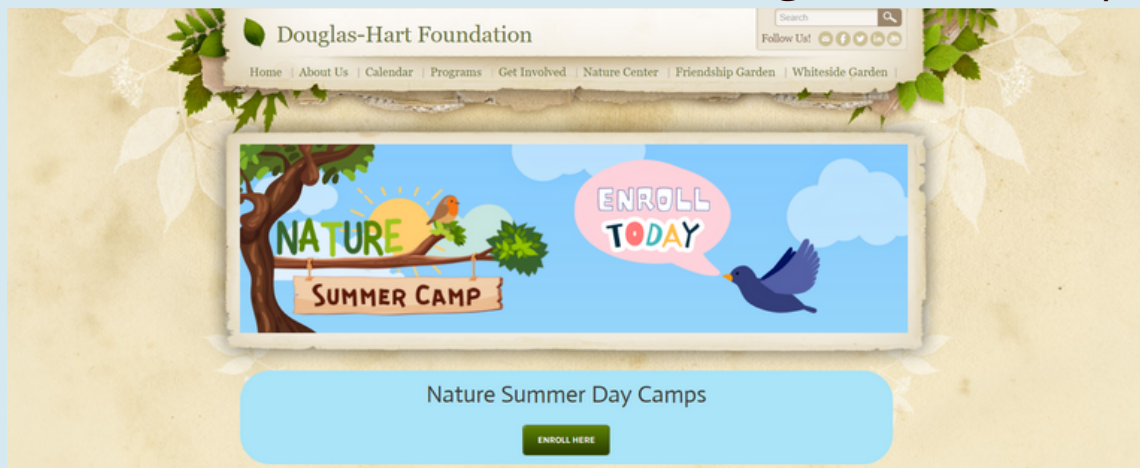 Search
Douglas-Hart Foundation
Follow Us!
Home | About Us | Calendar | Programs | Get Involved | Nature Center | Friendship Garden | Whiteside Garden |
ENROLL
TODAY
NATURE
SUMMER CAMP
Nature Summer Day Camps
ENROLL HERE